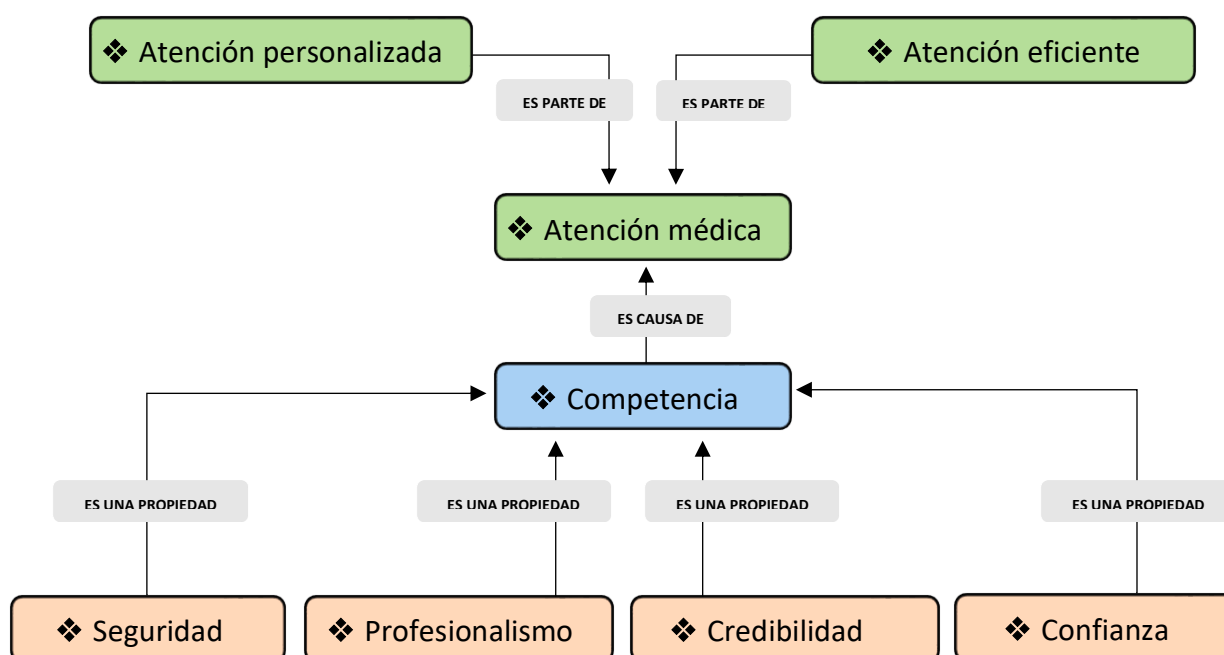 ❖ Atención personalizada
❖ Atención eficiente
ES PARTE DE
ES PARTE DE
❖ Atención médica
ES CAUSA DE
❖ Competencia
ES UNA PROPIEDAD
ES UNA PROPIEDAD
ES UNA PROPIEDAD
ES UNA PROPIEDAD
❖ Seguridad
❖ Profesionalismo
❖ Credibilidad
❖ Confianza